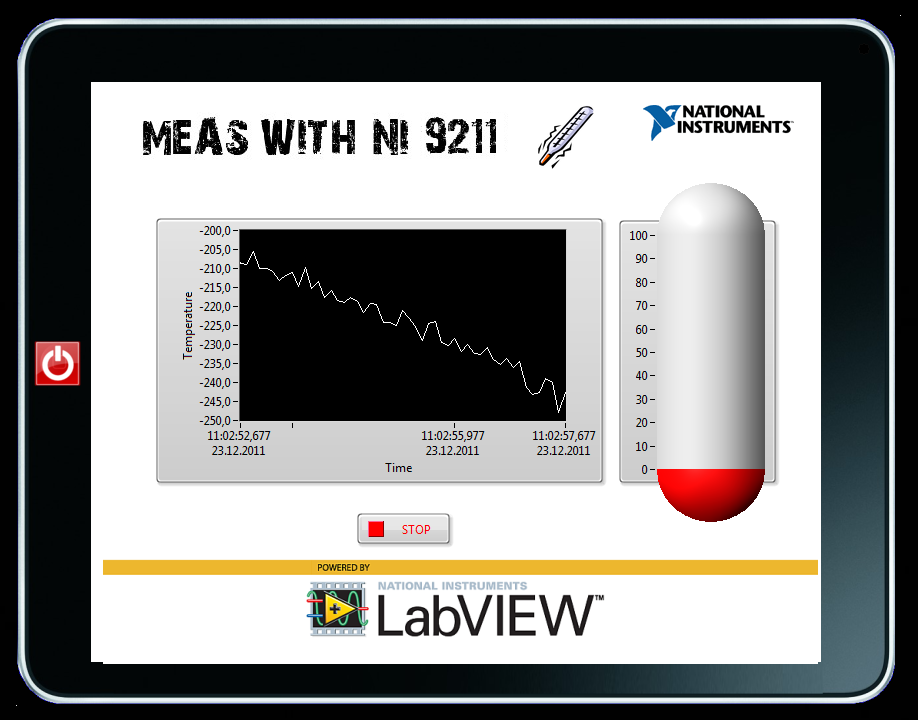 MEAS WITH NI 9211
NATIONAL
INSTRUMENTS™
-200,0
-205,0
-210,0
-215,0
-220,0
-225,0
-230,0
-235,0
-240,0
-245,0
-250,0
Temperature
11:02:52,677 11:02:55,977 11:02:57,677
23.12.2011 23.12.2011 23.12.2011
Time
100
90
80
70
60
50
40
30
20
10
0
STOP
POWERED BY
NATIONAL INSTRUMENTS
LabVIEW™